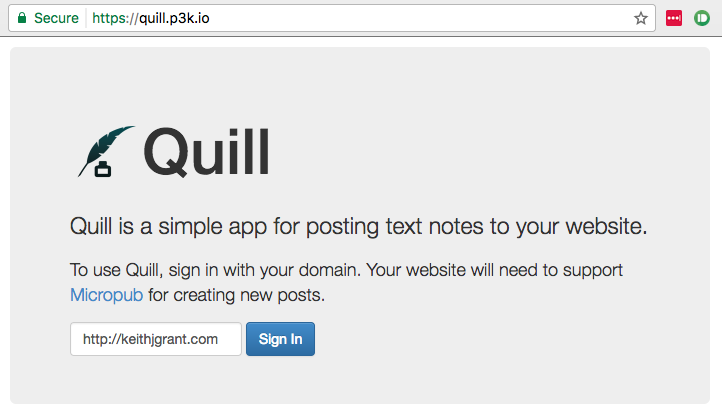 Secure https://quill.p3k.io
Quill
Quill is a simple app for posting text notes to your website.
To use Quill, sign in with your domain. Your website will need to support
Micropub for creating new posts.
http://keithjgrant.com Sign In